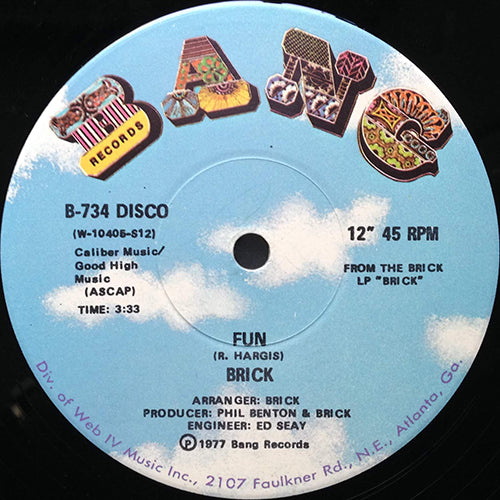 BANG
RECORDS
B-734 DISCO
(W-10405-S12)
Caliber Music/
Good High
Music
(ASCAP)
TIME: 3:33
12" 45 RPM
FROM THE BRICK
LP "BRICK"
FUN
(R. HARGIS)
BRICK
ARRANGER: BRICK
PRODUCER: PHIL BENTON & BRICK
ENGINEER: ED SEAY
Ⓟ1977 Bang Records
Div. of Web IV Music Inc., 2107 Faulkner Rd., N.E., Atlanta, Ga.